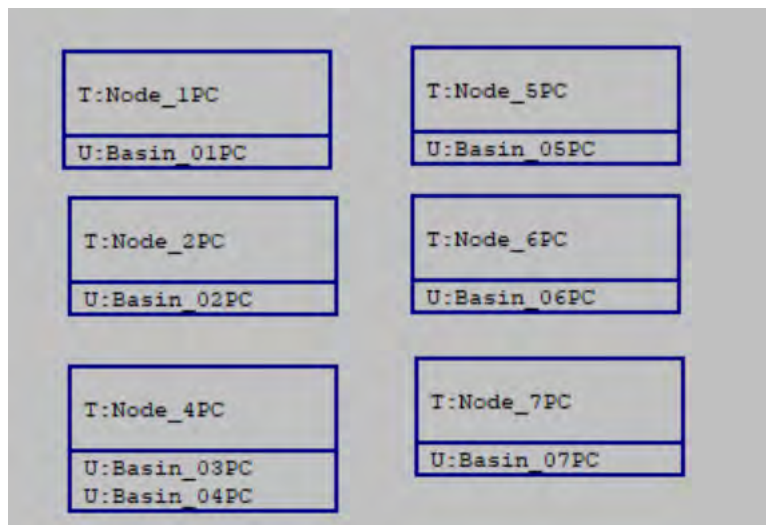 T:Node_1PC
U:Basin_01PC
T:Node_2PC
U:Basin_02PC
T:Node_4PC
U:Basin_03PC
U:Basin_04PC
T:Node_5PC
U:Basin_05PC
T:Node_6PC
U:Basin_06PC
T:Node_7PC
U:Basin_07PC